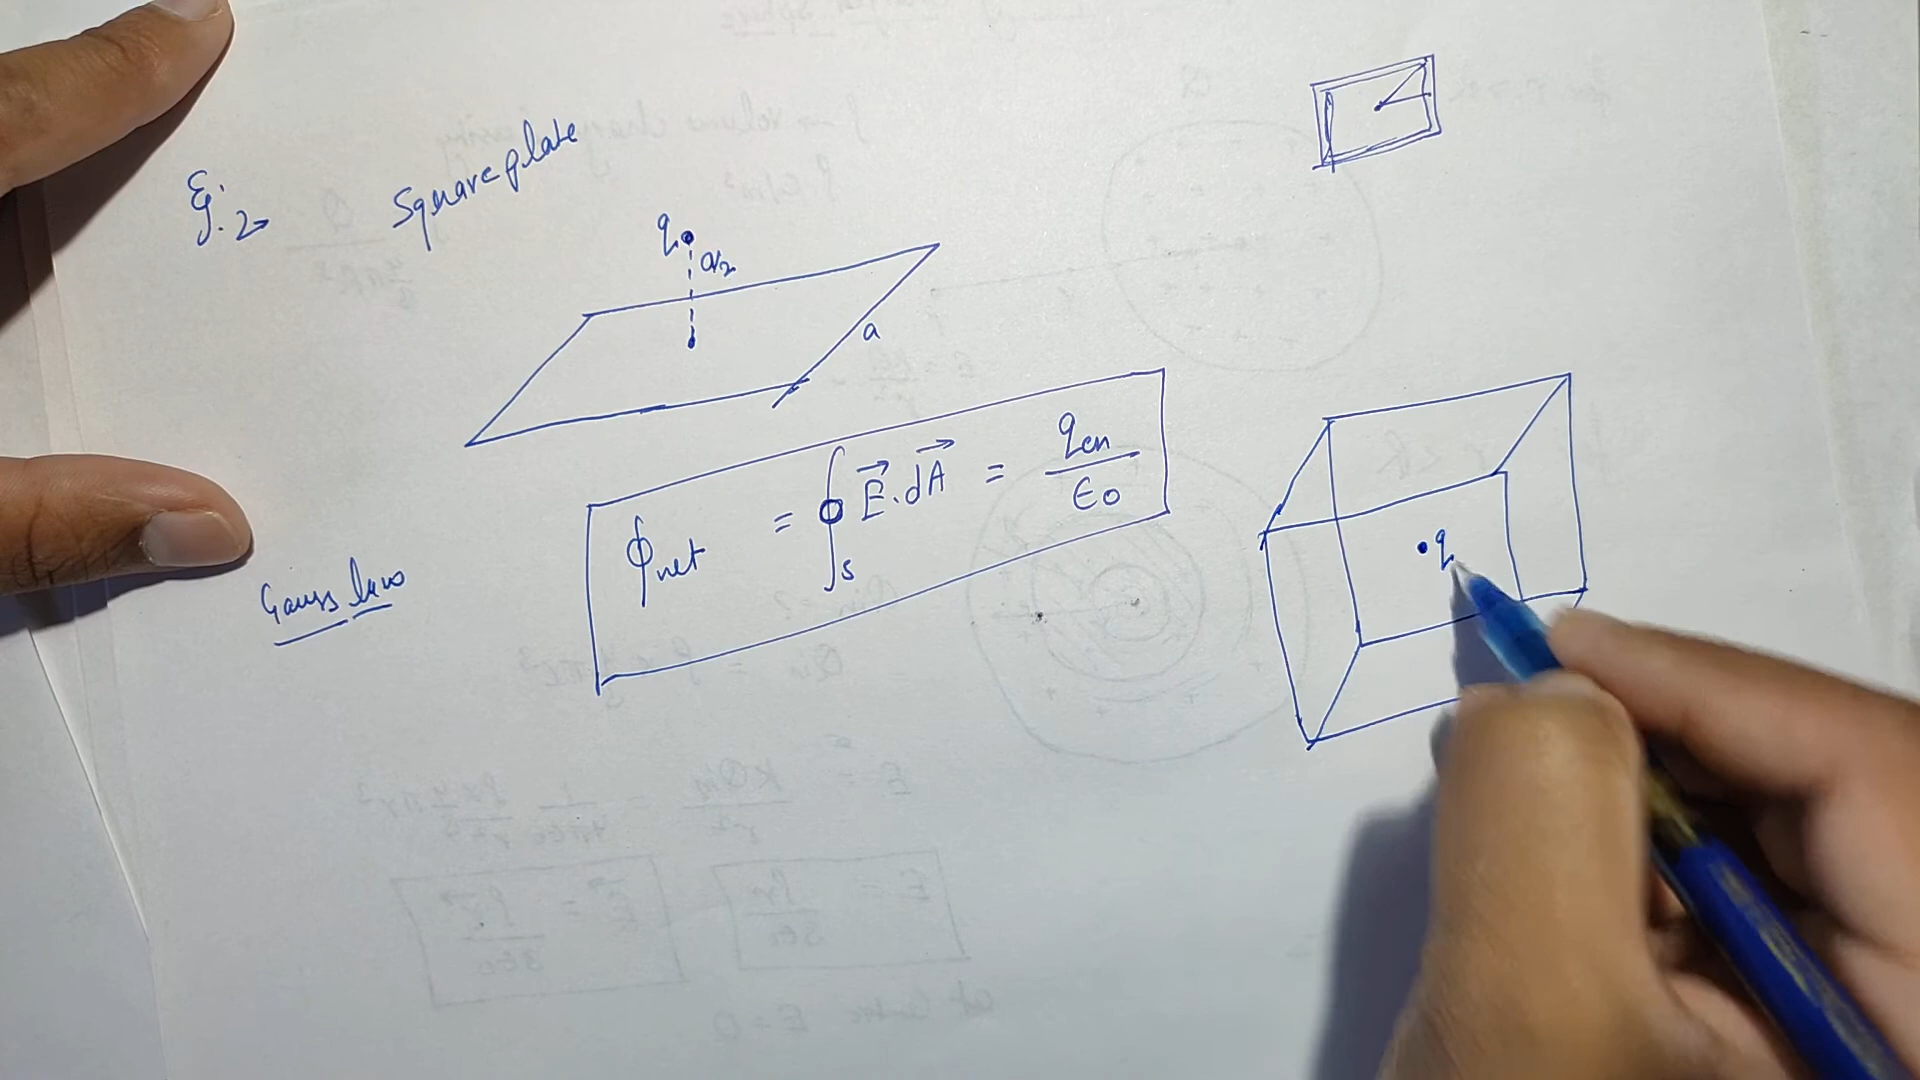 Eg. 2
Square plate
q
a/2
a
ϕnet = ∮s E⃗ . dA⃗ = qen / ϵ0
q
Gauss law